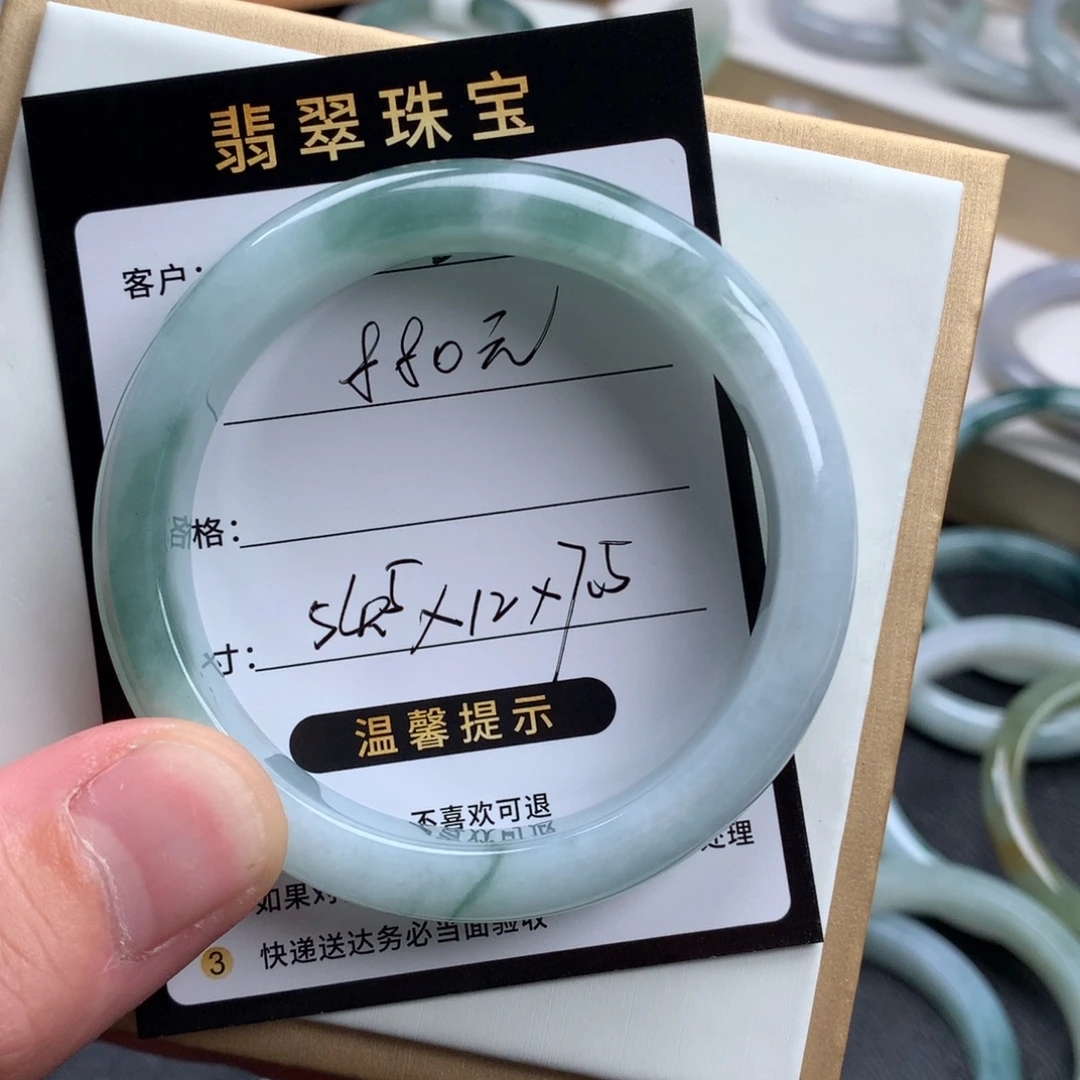 翡翠珠宝
客户：
880元
格：
寸：
×12×7.5
温馨提示
不喜欢可退
如果对
处理
3 快递送达务必当面验收